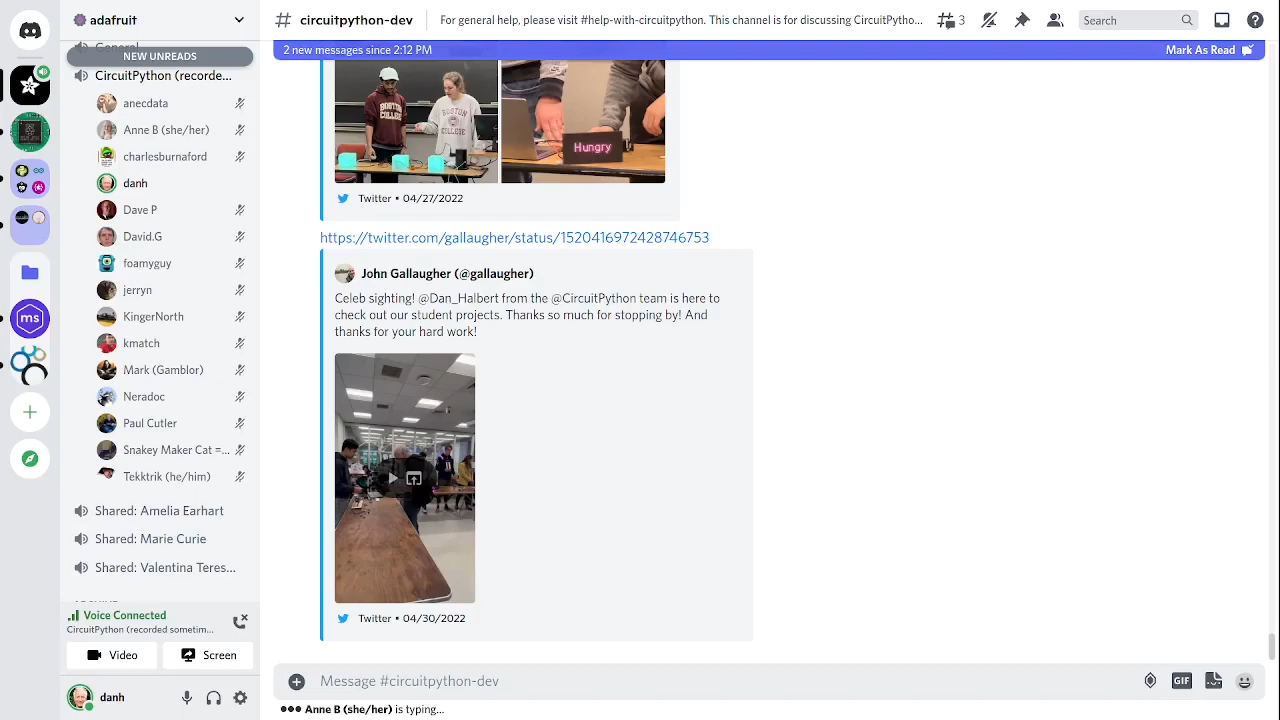 adafruit
General
NEW UNREADS
CircuitPython (recorde...
anecdata
Anne B (she/her)
charlesburnaford
danh
Dave P
David.G
foamyguy
jerryn
KingerNorth
kmatch
Mark (Gamblor)
Neradoc
Paul Cutler
Snakey Maker Cat =...
Tekktrik (he/him)
Shared: Amelia Earhart
Shared: Marie Curie
Shared: Valentina Teres...
Voice Connected
CircuitPython (recorded sometim...
Video
Screen
danh
ms
# circuitpython-dev
For general help, please visit #help-with-circuitpython. This channel is for discussing CircuitPytho...
3
Search
2 new messages since 2:12 PM
Mark As Read
BOSTON COLLEGE
BOSTON COLLEGE
Hungry
Twitter • 04/27/2022
https://twitter.com/gallaugher/status/1520416972428746753
John Gallaugher (@gallaugher)
Celeb sighting! @Dan_Halbert from the @CircuitPython team is here to
check out our student projects. Thanks so much for stopping by! And
thanks for your hard work!
Twitter • 04/30/2022
Message #circuitpython-dev
GIF
Anne B (she/her) is typing...